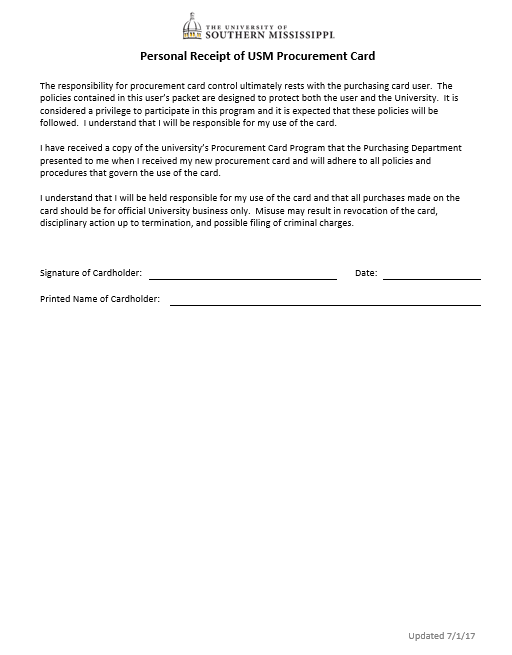 THE UNIVERSITY OF
SOUTHERN MISSISSIPPI
Personal Receipt of USM Procurement Card
The responsibility for procurement card control ultimately rests with the purchasing card user. The
policies contained in this user's packet are designed to protect both the user and the University. It is
considered a privilege to participate in this program and it is expected that these policies will be
followed. I understand that I will be responsible for my use of the card.
I have received a copy of the university's Procurement Card Program that the Purchasing Department
presented to me when I received my new procurement card and will adhere to all policies and
procedures that govern the use of the card.
I understand that I will be held responsible for my use of the card and that all purchases made on the
card should be for official University business only. Misuse may result in revocation of the card,
disciplinary action up to termination, and possible filing of criminal charges.
Signature of Cardholder: Date:
Printed Name of Cardholder:
Updated 7/1/17